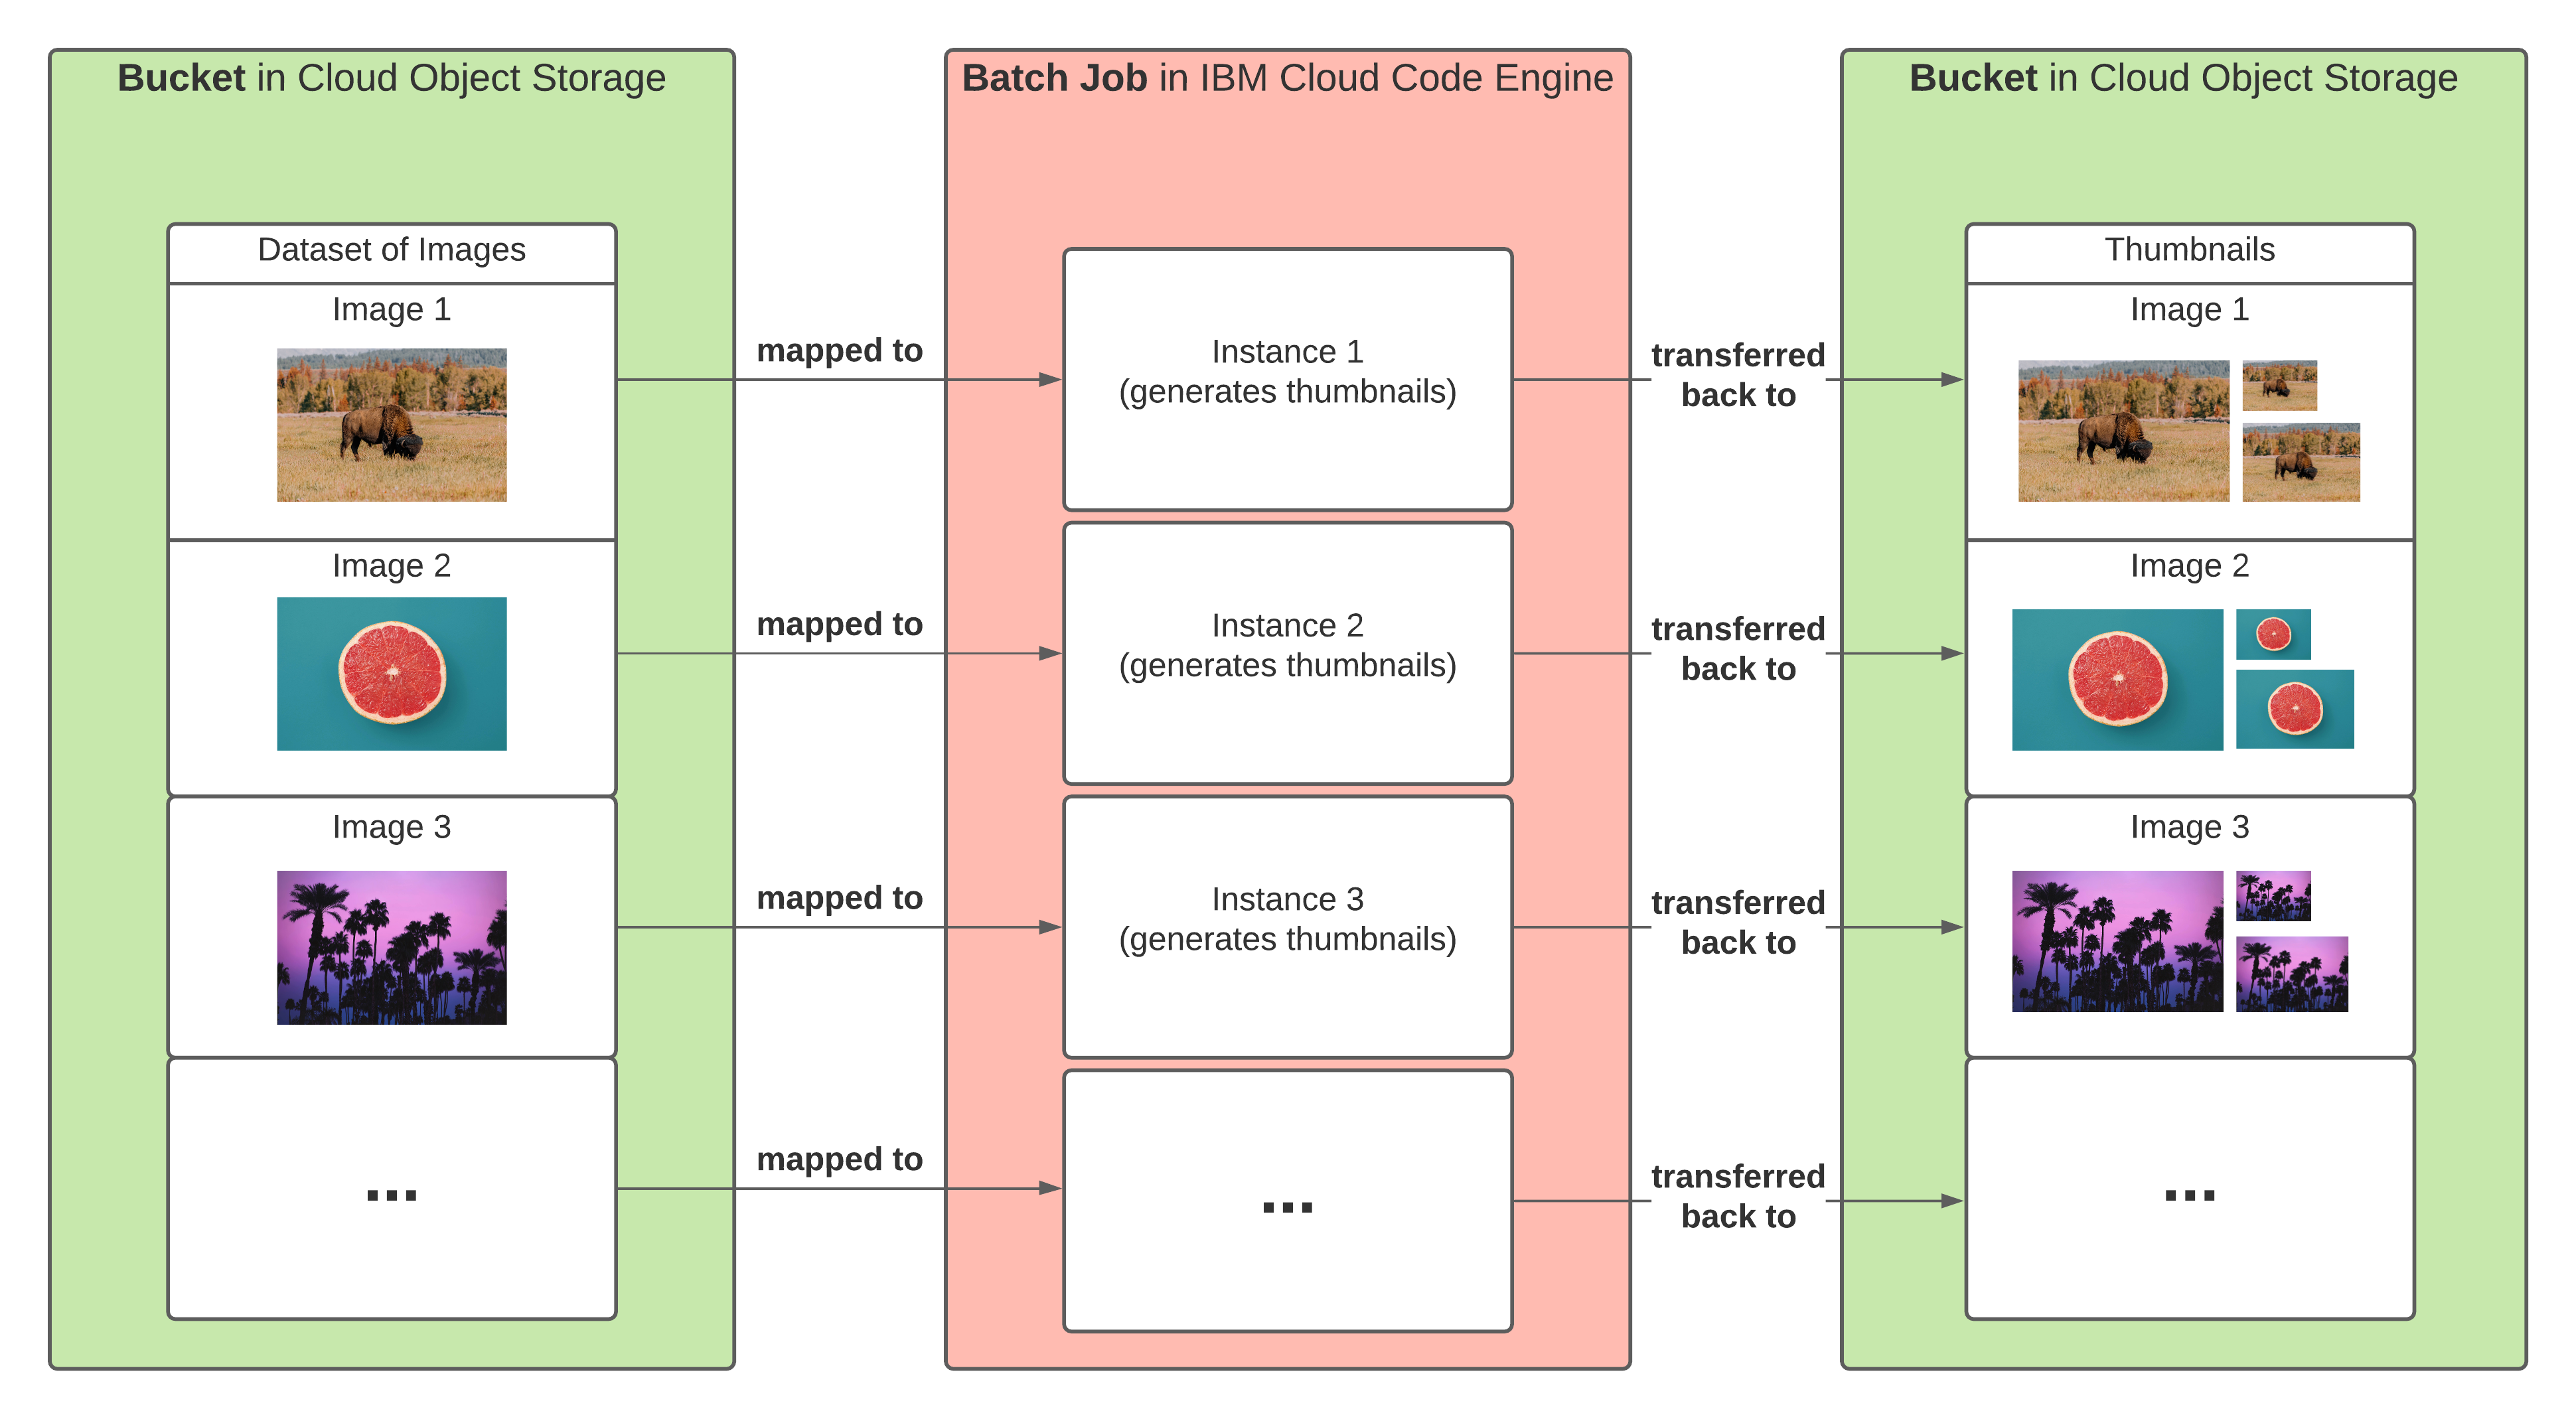 Bucket in Cloud Object Storage
Dataset of Images
Image 1
Image 2
Image 3
...
mapped to
mapped to
mapped to
mapped to
Batch Job in IBM Cloud Code Engine
Instance 1
(generates thumbnails)
Instance 2
(generates thumbnails)
Instance 3
(generates thumbnails)
...
transferred
back to
transferred
back to
transferred
back to
transferred
back to
Bucket in Cloud Object Storage
Thumbnails
Image 1
Image 2
Image 3
...